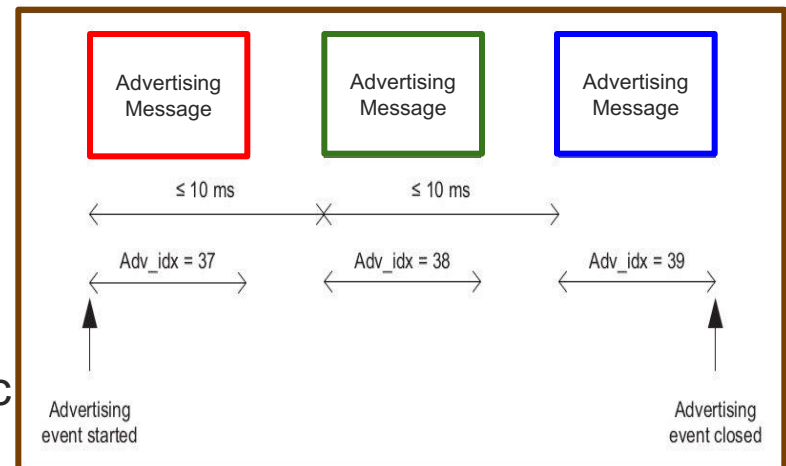 Advertising
Message
Advertising
Message
Advertising
Message
≤ 10 ms
≤ 10 ms
Adv_idx = 37
Adv_idx = 38
Adv_idx = 39
c
Advertising
event started
Advertising
event closed